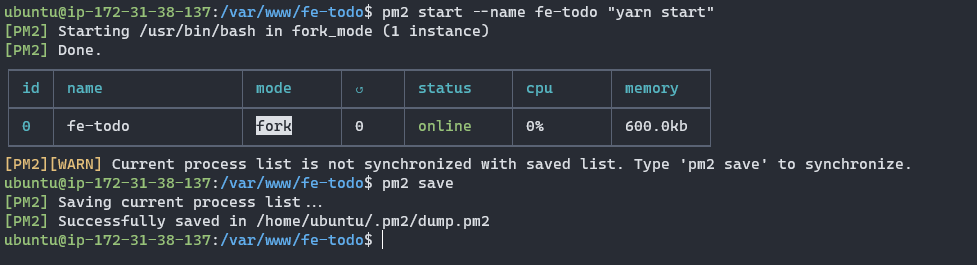 ubuntu@ip-172-31-38-137:/var/www/fe-todo$ pm2 start --name fe-todo "yarn start"
[PM2] Starting /usr/bin/bash in fork_mode (1 instance)
[PM2] Done.
id name mode ↺ status cpu memory
0 fe-todo fork 0 online 0% 600.0kb
[PM2][WARN] Current process list is not synchronized with saved list. Type 'pm2 save' to synchronize.
ubuntu@ip-172-31-38-137:/var/www/fe-todo$ pm2 save
[PM2] Saving current process list...
[PM2] Successfully saved in /home/ubuntu/.pm2/dump.pm2
ubuntu@ip-172-31-38-137:/var/www/fe-todo$